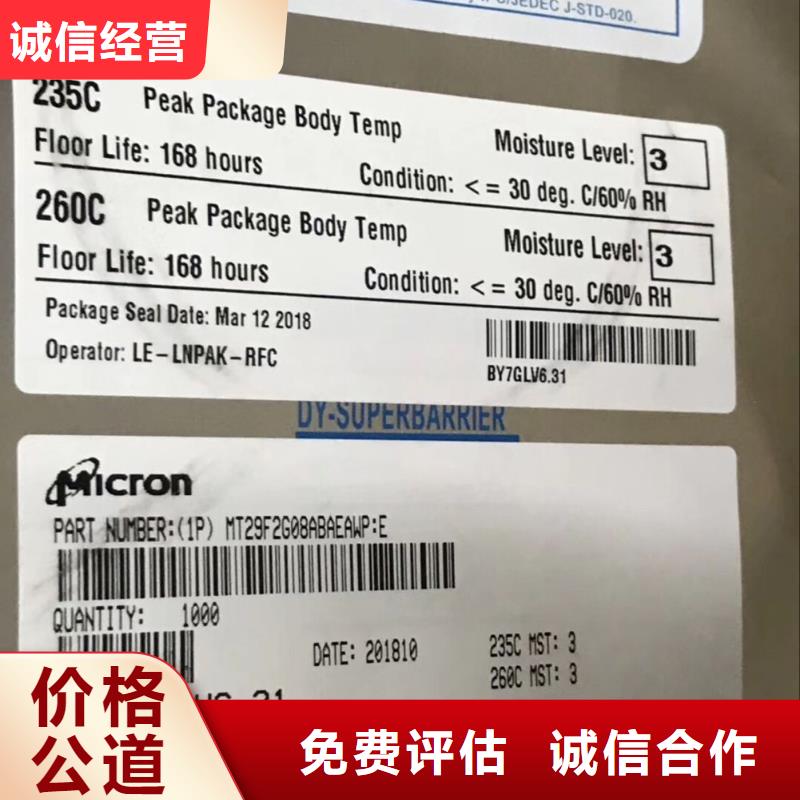 诚信经营
JEDEC J-STD-020.
235C Peak Package Body Temp Moisture Level: 3
Floor Life: 168 hours Condition: <= 30 deg. C/60% RH
260C Peak Package Body Temp Moisture Level: 3
Floor Life: 168 hours Condition: <= 30 deg. C/60% RH
Package Seal Date: Mar 12 2018
Operator: LE-LNPAK-RFC
BY7GLV6.31
DY-SUPERBARRIER
Micron
PART NUMBER:(1P) MT29F2G08ABAEAWP:E
QUANTITY: 1000
DATE: 201810
235C MST: 3
260C MST: 3
价格
公道
免费评估 诚信合作